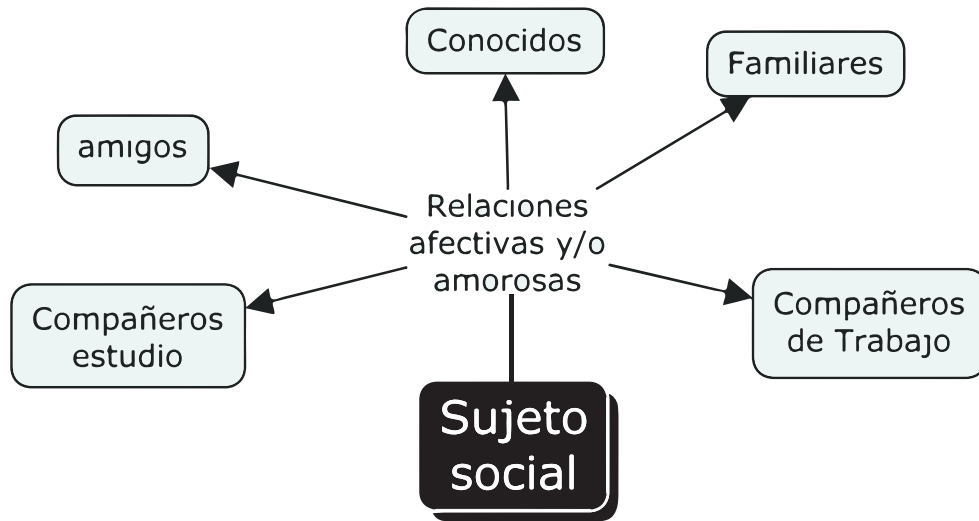 Conocidos
Familiares
amigos
Relaciones
afectivas y/o
amorosas
Compañeros
estudio
Compañeros
de Trabajo
Sujeto
social